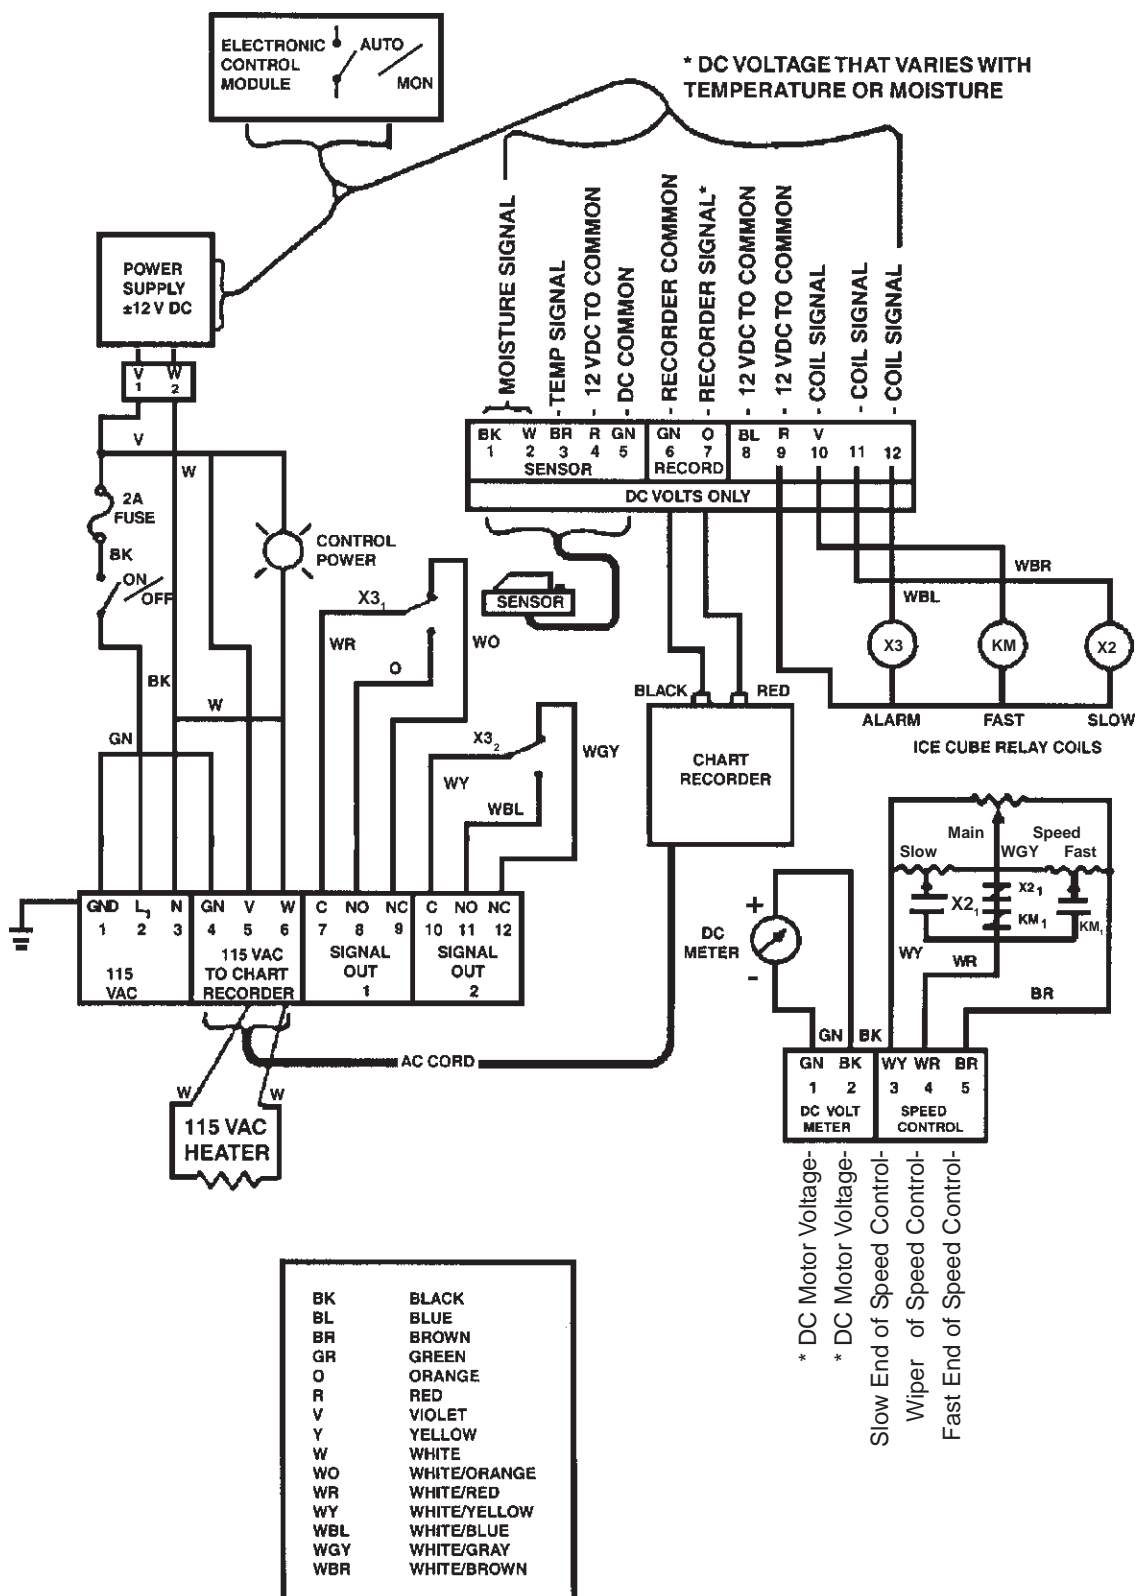 ELECTRONIC
CONTROL
MODULE
AUTO
MON
* DC VOLTAGE THAT VARIES WITH
TEMPERATURE OR MOISTURE
POWER
SUPPLY
±12 V DC
V W
1 2
V
W
2A
FUSE
BK
ON
OFF
CONTROL
POWER
BK
W
GN
MOISTURE SIGNAL
TEMP SIGNAL
12 VDC TO COMMON
DC COMMON
RECORDER COMMON
RECORDER SIGNAL*
12 VDC TO COMMON
12 VDC TO COMMON
COIL SIGNAL
COIL SIGNAL
COIL SIGNAL
BK W BR R GN GN O BL R V
1 2 3 4 5 6 7 8 9 10 11 12
SENSOR RECORD
DC VOLTS ONLY
SENSOR
X3₁
WR
O
WO
X3₂
WY
WBL
WGY
WBR
WBL
X3 KM X2
ALARM FAST SLOW
ICE CUBE RELAY COILS
BLACK RED
CHART
RECORDER
GND L₁ N GN V W C NO NC C NO NC
1 2 3 4 5 6 7 8 9 10 11 12
115
VAC
115 VAC
TO CHART
RECORDER
SIGNAL
OUT
1
SIGNAL
OUT
2
AC CORD
W W
115 VAC
HEATER
Main Speed
Slow WGY Fast
X2₁ X2₁
KM₁ KM₁
WY
WR
BR
+
DC
METER
-
GN BK
GN BK WY WR BR
1 2 3 4 5
DC VOLT
METER
SPEED
CONTROL
* DC Motor Voltage-
* DC Motor Voltage-
Slow End of Speed Control-
Wiper of Speed Control-
Fast End of Speed Control-
BK BLACK
BL BLUE
BR BROWN
GR GREEN
O ORANGE
R RED
V VIOLET
Y YELLOW
W WHITE
WO WHITE/ORANGE
WR WHITE/RED
WY WHITE/YELLOW
WBL WHITE/BLUE
WGY WHITE/GRAY
WBR WHITE/BROWN